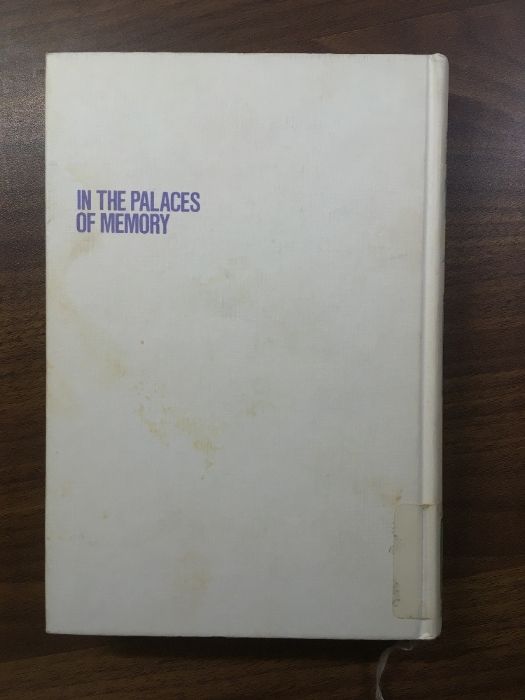 IN THE PALACES
OF MEMORY